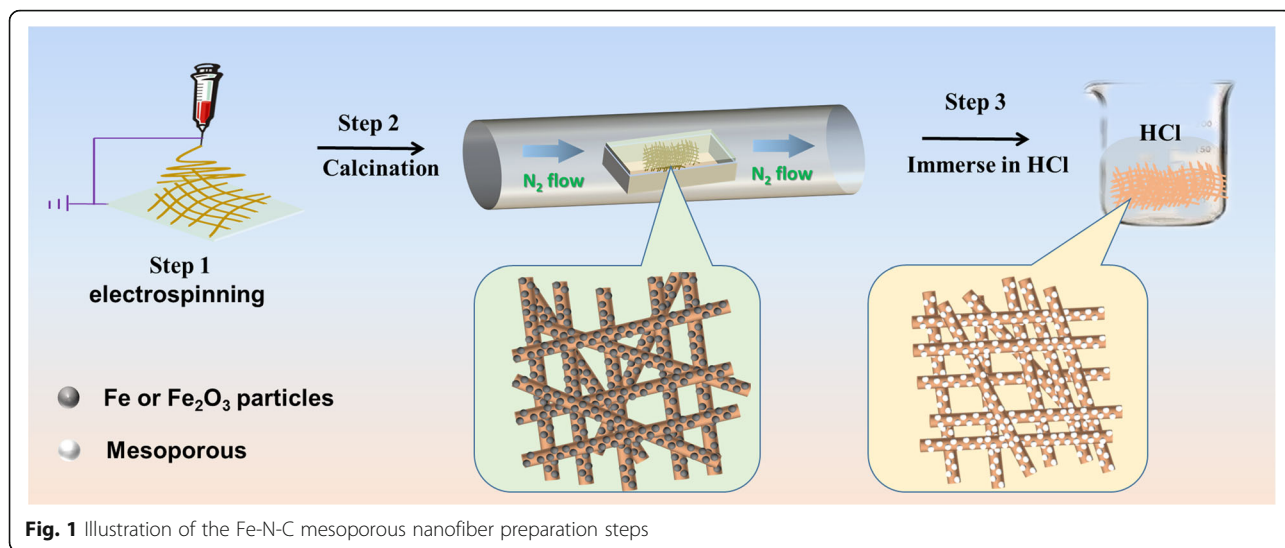 Step 1
electrospinning
Step 2
Calcination
N₂ flow
N₂ flow
Step 3
Immerse in HCl
HCl
Fe or Fe₂O₃ particles
Mesoporous
Fig. 1 Illustration of the Fe-N-C mesoporous nanofiber preparation steps